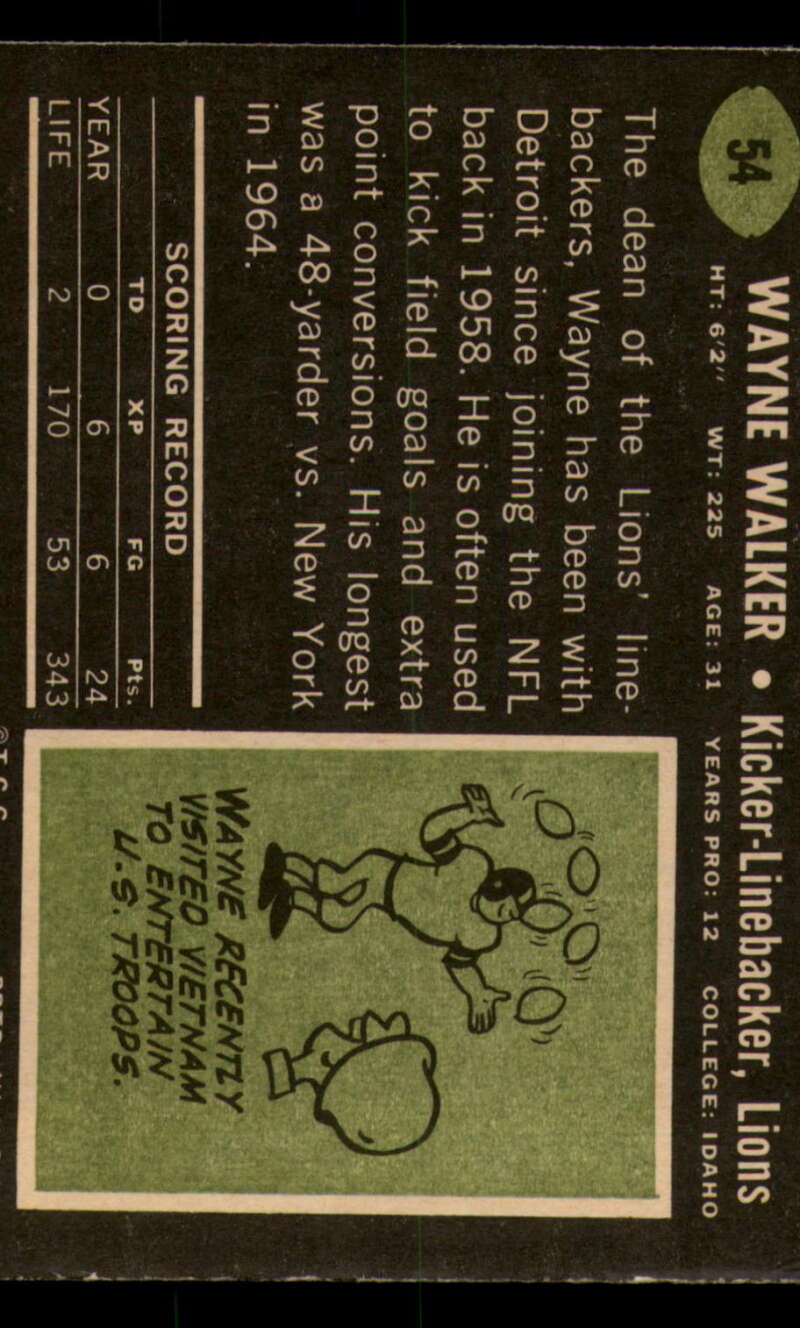 54
WAYNE WALKER • Kicker-Linebacker, Lions
HT: 6'2" WT: 225 AGE: 31 YEARS PRO: 12 COLLEGE: IDAHO
The dean of the Lions' line-
backers, Wayne has been with
Detroit since joining the NFL
back in 1958. He is often used
to kick field goals and extra
point conversions. His longest
was a 48-yarder vs. New York
in 1964.
SCORING RECORD
TD XP FG Pts.
YEAR 0 6 6 24
LIFE 2 170 53 343
WAYNE RECENTLY
VISITED VIETNAM
TO ENTERTAIN
U.S. TROOPS.